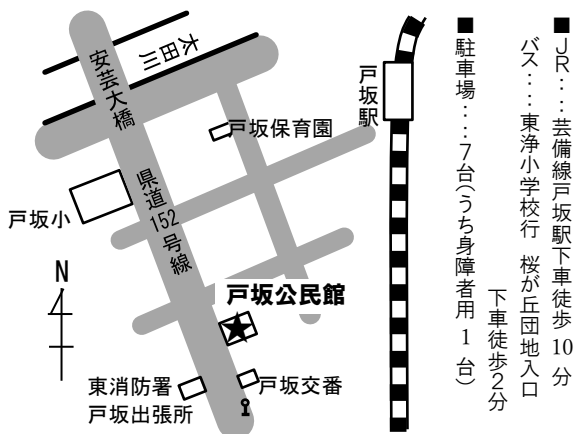 ■JR:芸備線戸坂駅下車徒歩10分
バス:東浄小学校行 桜が丘団地入口
下車徒歩2分
■駐車場:7台(うち身障者用1台)
太田川
安芸大橋
戸坂駅
戸坂保育園
県道152号線
戸坂小
N
戸坂公民館
東消防署
戸坂出張所
戸坂交番